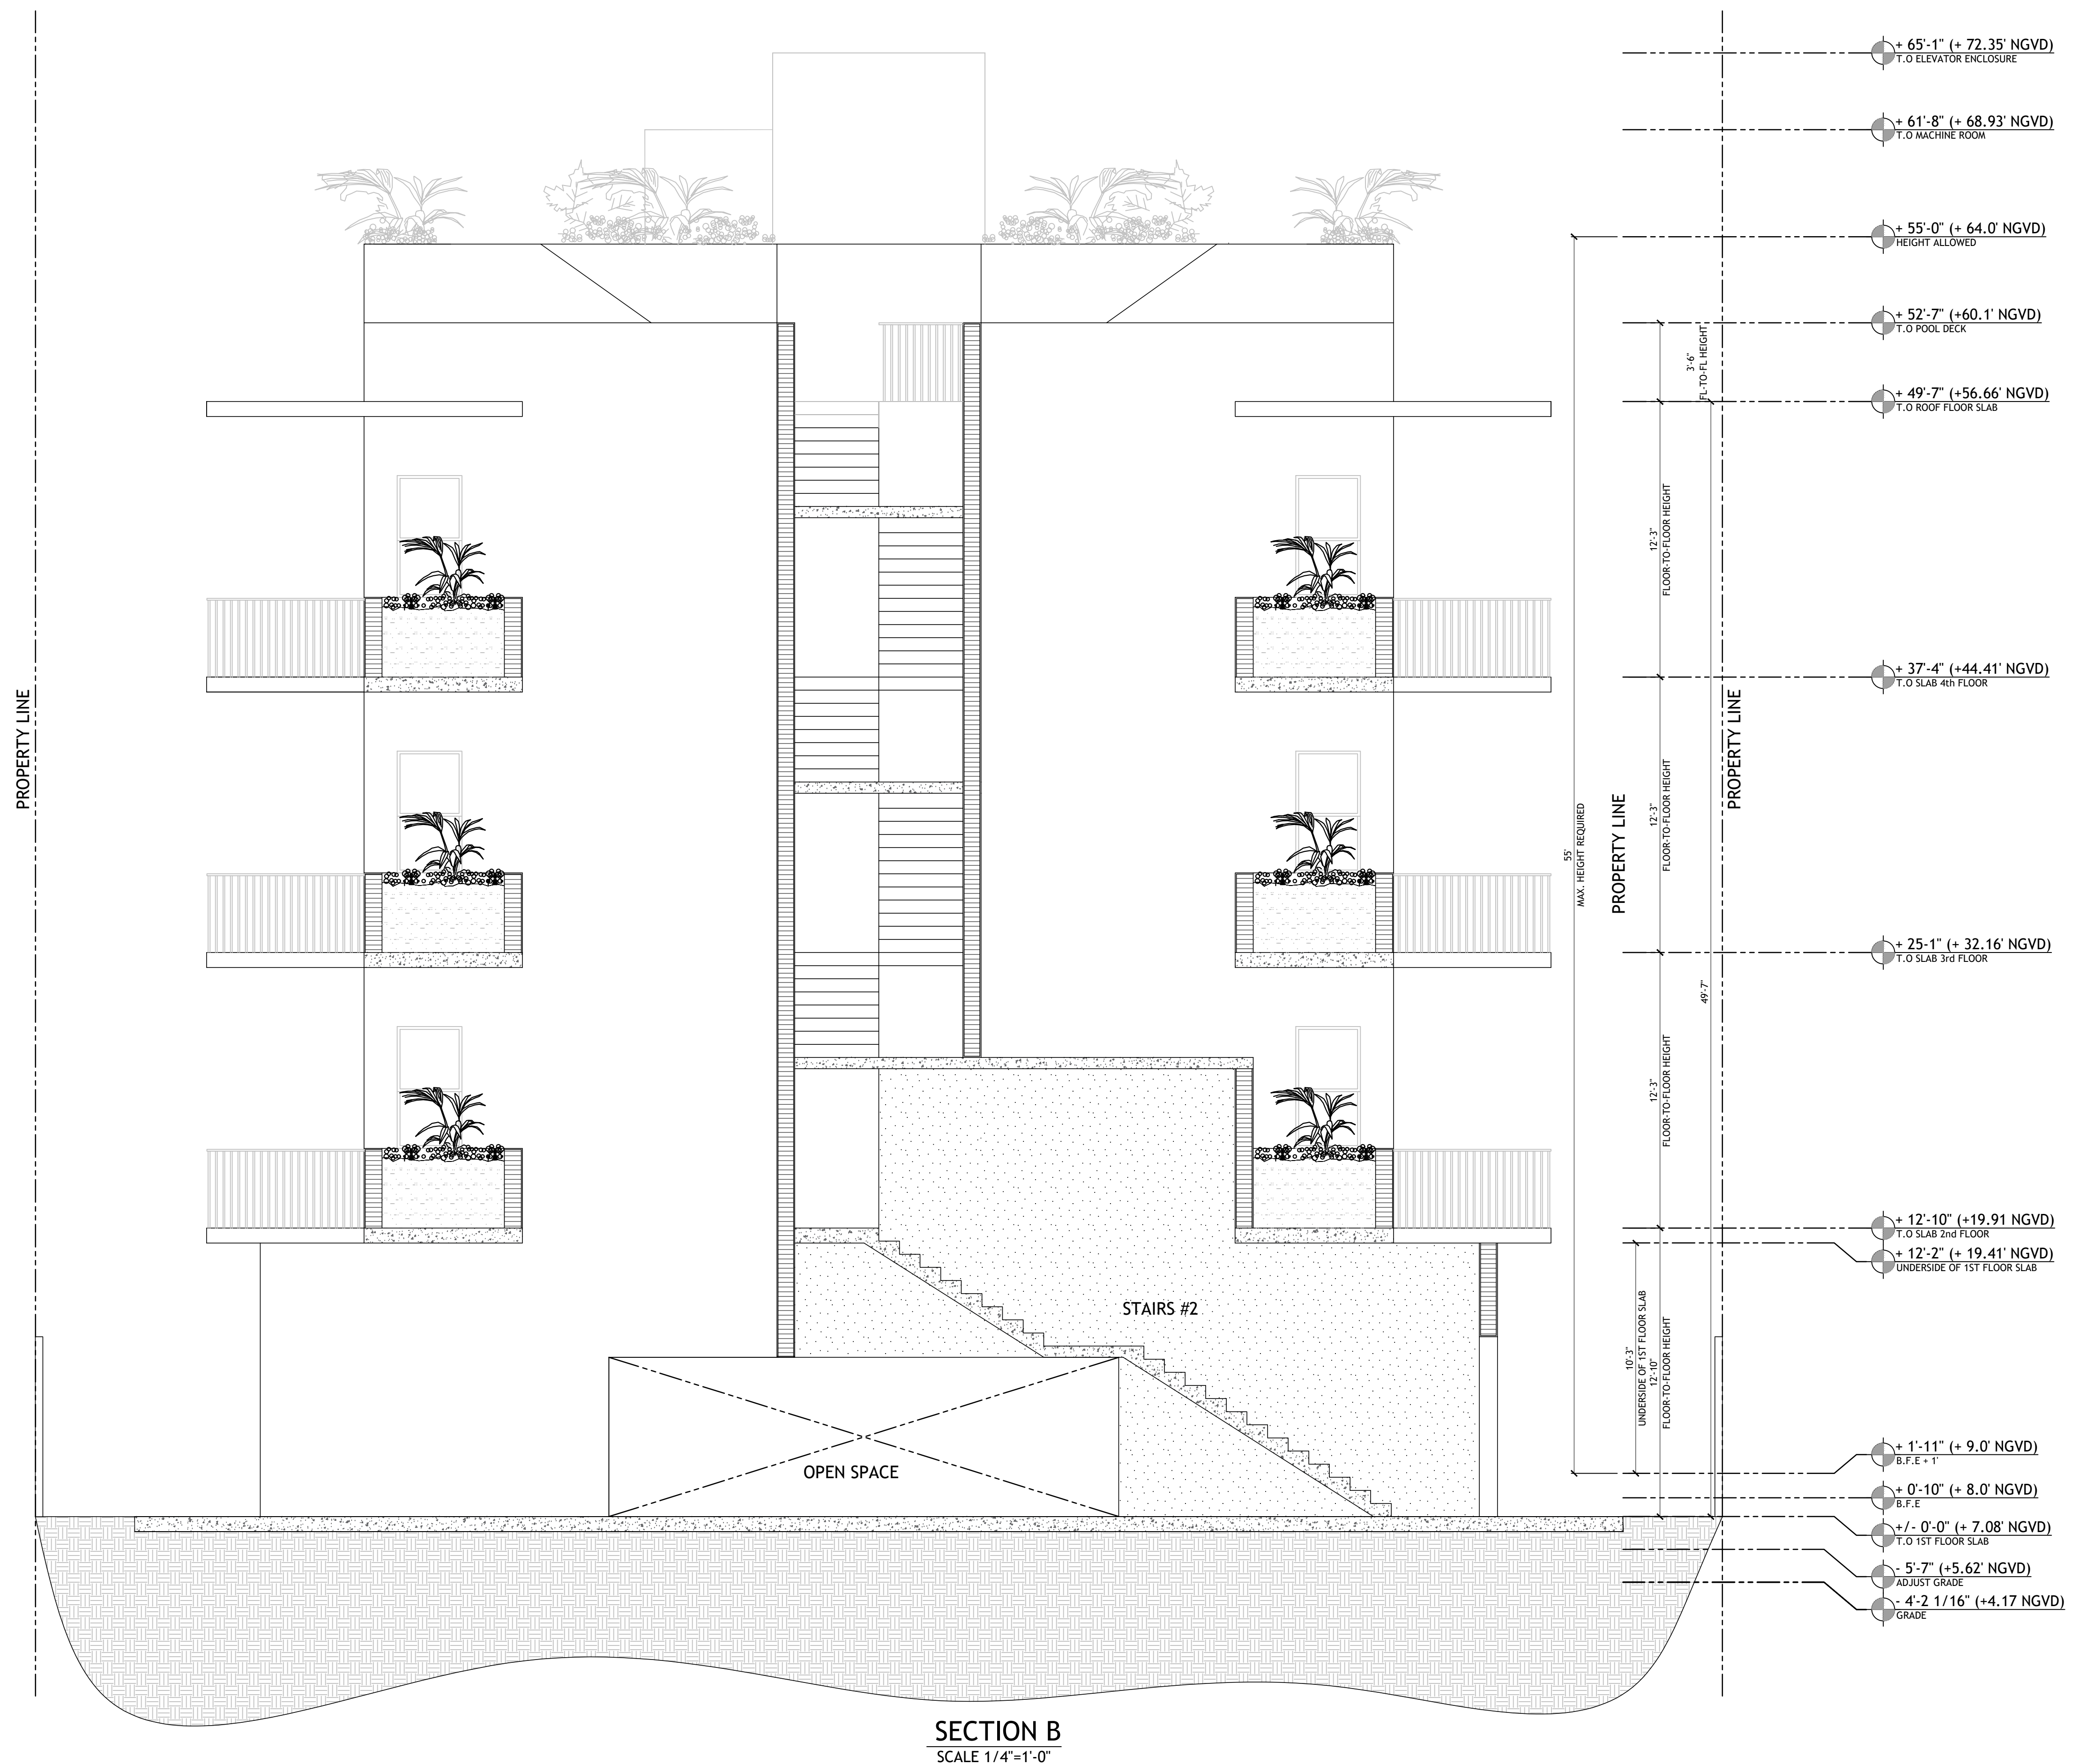 + 65'-1" (+ 72.35' NGVD)
T.O ELEVATOR ENCLOSURE
+ 61'-8" (+ 68.93' NGVD)
T.O MACHINE ROOM
+ 55'-0" (+ 64.0' NGVD)
HEIGHT ALLOWED
+ 52'-7" (+60.1' NGVD)
T.O POOL DECK
3'-6"
FL-TO-FL HEIGHT
+ 49'-7" (+56.66' NGVD)
T.O ROOF FLOOR SLAB
12'-3"
FLOOR-TO-FLOOR HEIGHT
+ 37'-4" (+44.41' NGVD)
T.O SLAB 4th FLOOR
PROPERTY LINE
PROPERTY LINE
PROPERTY LINE
55'
MAX. HEIGHT REQUIRED
12'-3"
FLOOR-TO-FLOOR HEIGHT
+ 25-1" (+ 32.16' NGVD)
T.O SLAB 3rd FLOOR
49'-7"
12'-3"
FLOOR-TO-FLOOR HEIGHT
+ 12'-10" (+19.91 NGVD)
T.O SLAB 2nd FLOOR
+ 12'-2" (+ 19.41' NGVD)
UNDERSIDE OF 1ST FLOOR SLAB
STAIRS #2
10'-3"
UNDERSIDE OF 1ST FLOOR SLAB
12'-10"
FLOOR-TO-FLOOR HEIGHT
OPEN SPACE
+ 1'-11" (+ 9.0' NGVD)
B.F.E + 1'
+ 0'-10" (+ 8.0' NGVD)
B.F.E
+/- 0'-0" (+ 7.08' NGVD)
T.O 1ST FLOOR SLAB
- 5'-7" (+5.62' NGVD)
ADJUST GRADE
- 4'-2 1/16" (+4.17 NGVD)
GRADE
SECTION B
SCALE 1/4"=1'-0"